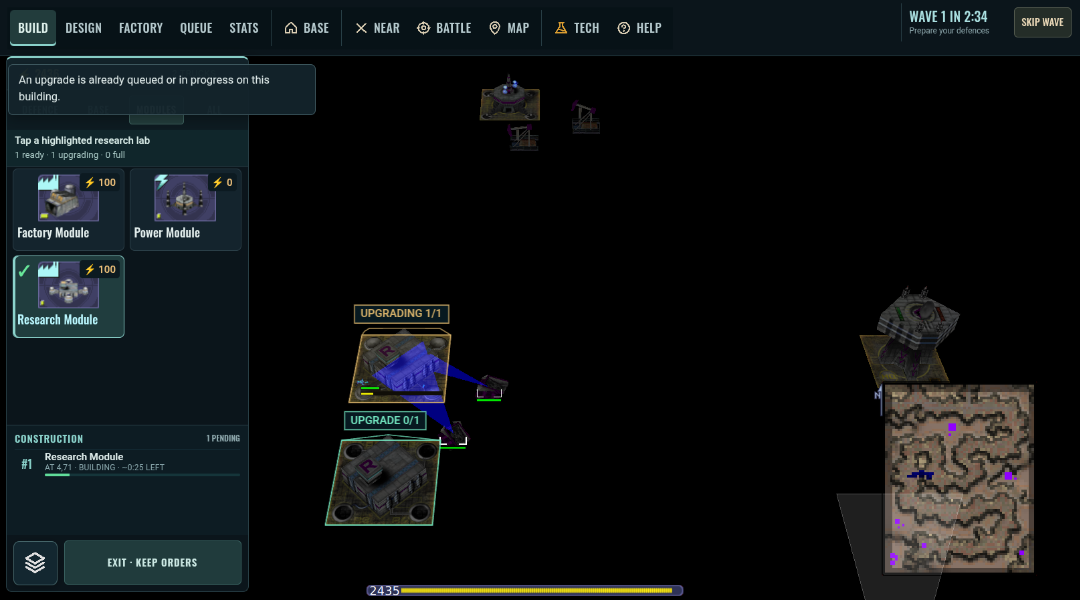 BUILD
DESIGN
FACTORY
QUEUE
STATS
BASE
NEAR
BATTLE
MAP
TECH
HELP
WAVE 1 IN 2:34
Prepare your defences
SKIP WAVE
An upgrade is already queued or in progress on this
building.
Tap a highlighted research lab
1 ready · 1 upgrading · 0 full
100
Factory Module
0
Power Module
100
Research Module
UPGRADING 1/1
R
UPGRADE 0/1
R
N
CONSTRUCTION
1 PENDING
#1
Research Module
AT 4,71 · BUILDING · ~0:25 LEFT
EXIT · KEEP ORDERS
2435